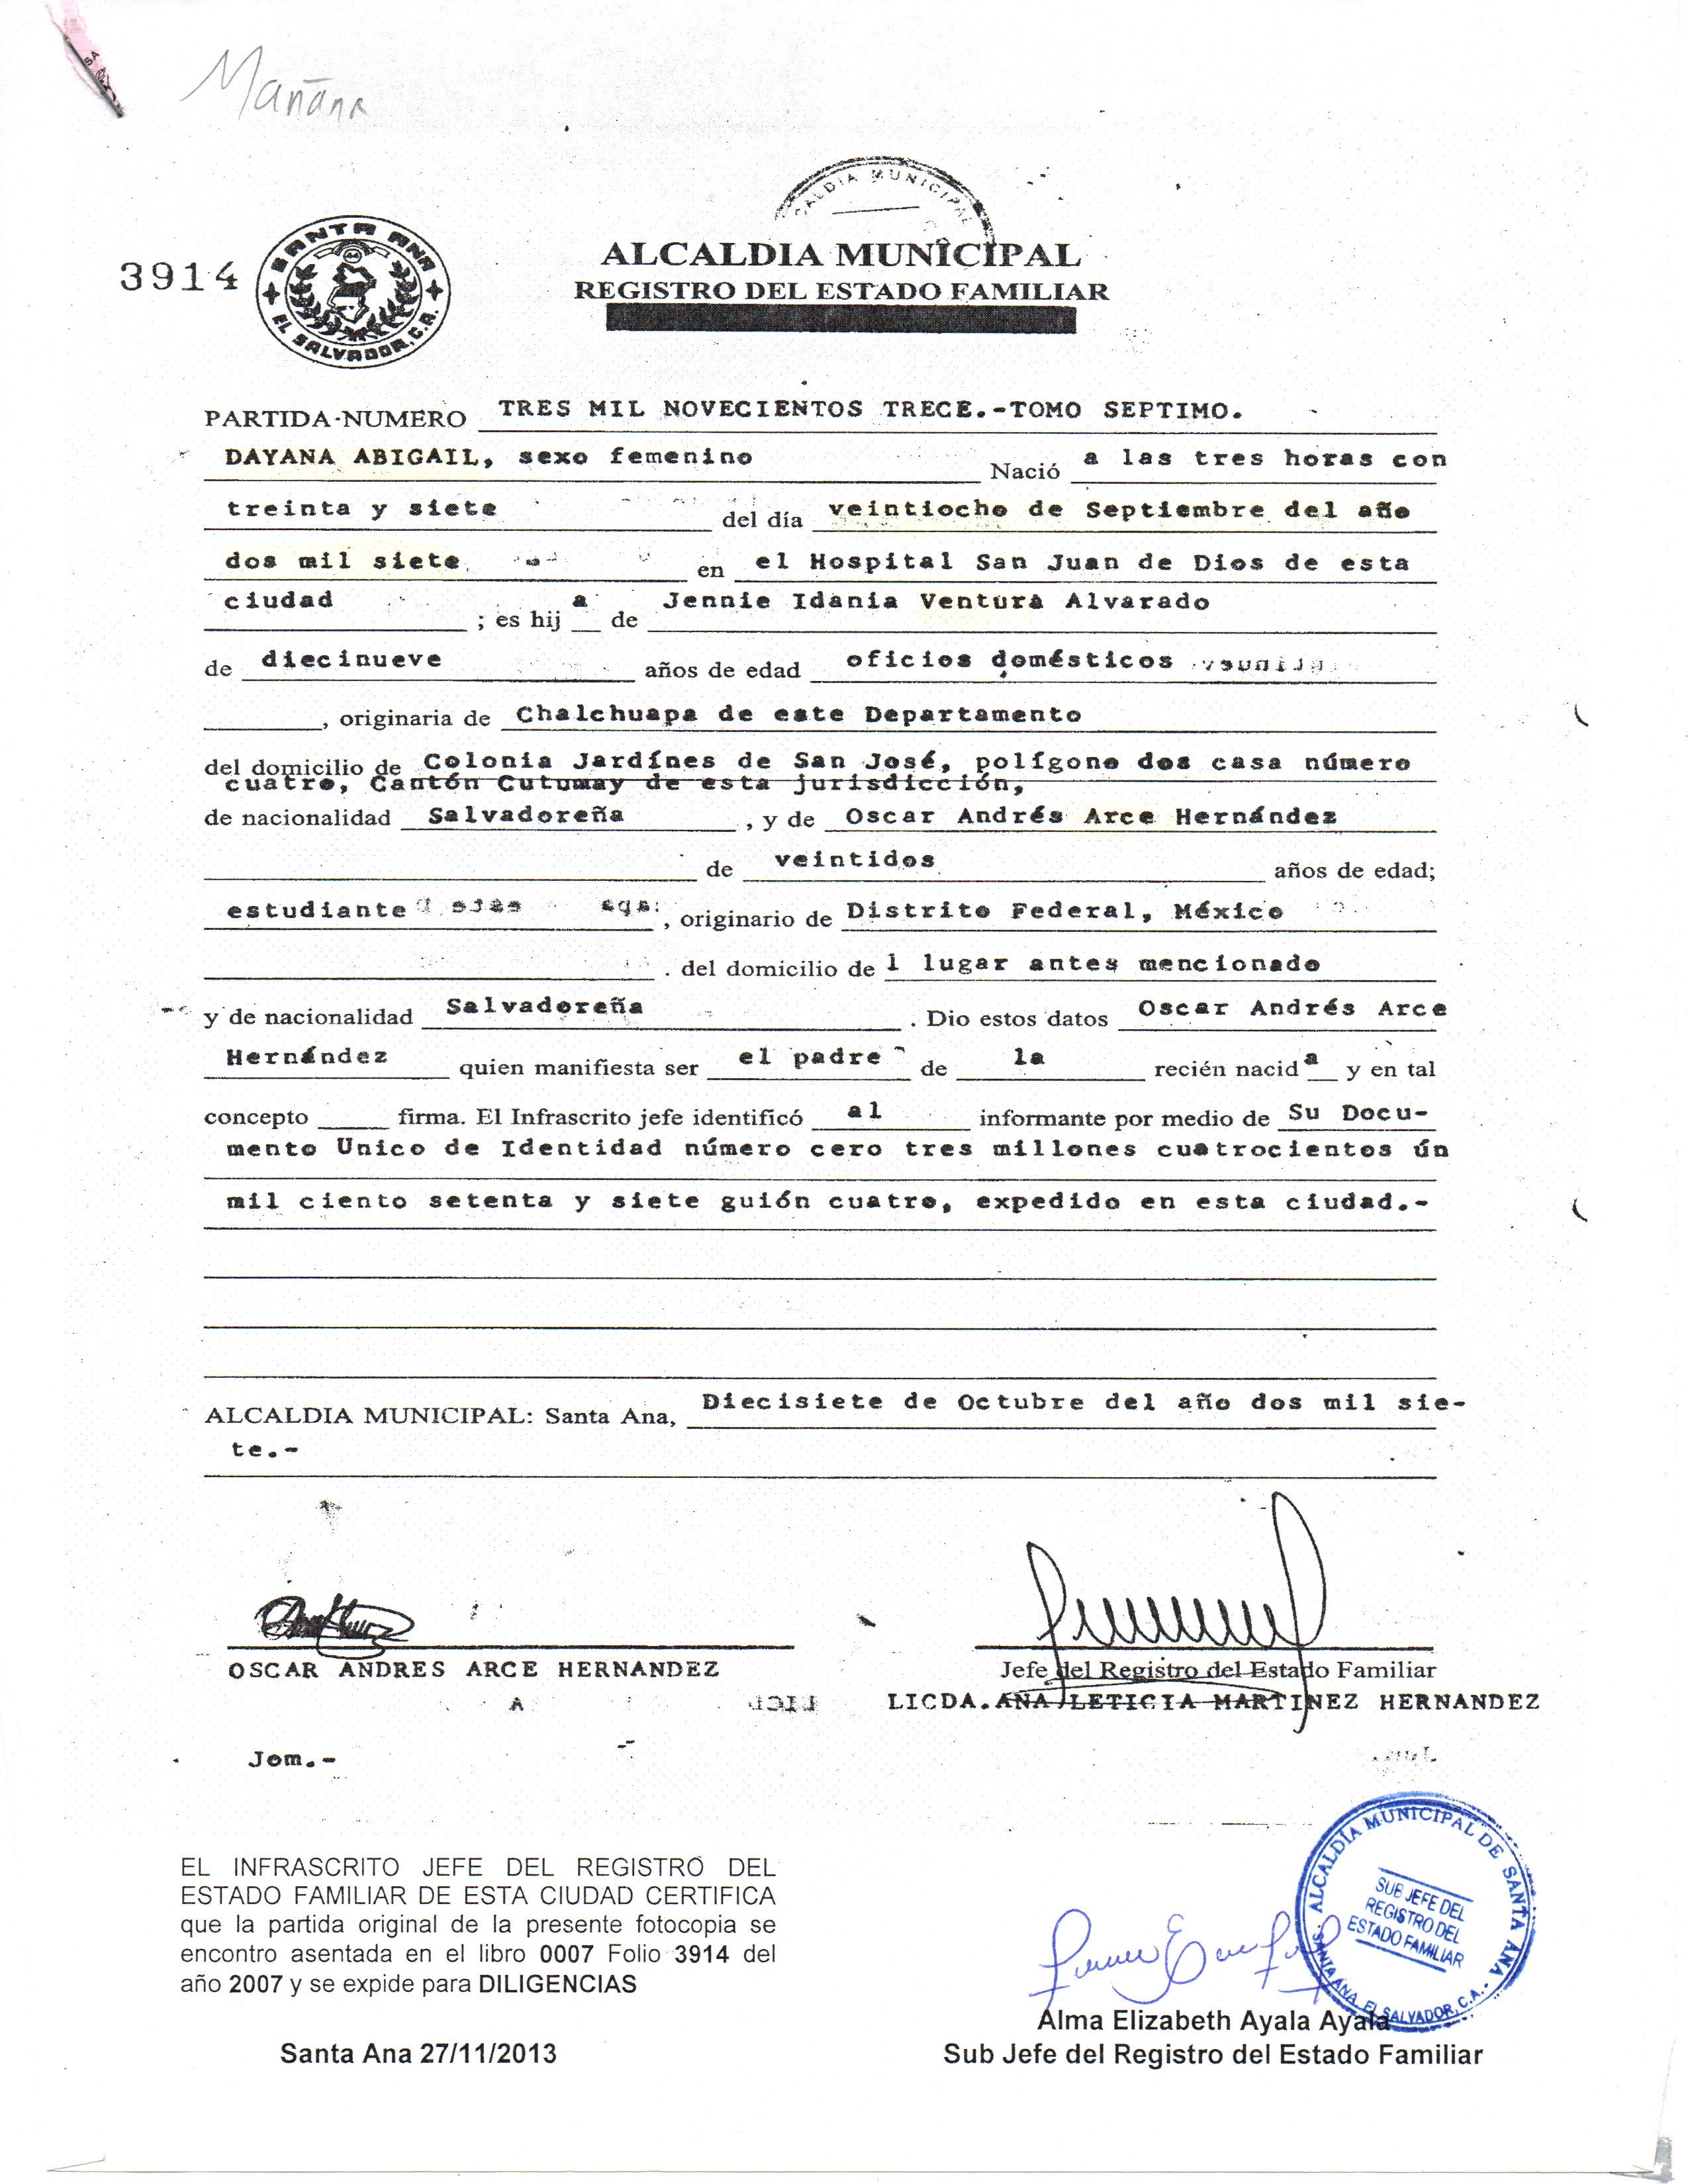 Mañana
ALCALDIA MUNICIPAL
3914
SANTA ANA
EL SALVADOR, C.A.
ALCALDIA MUNICIPAL
REGISTRO DEL ESTADO FAMILIAR
PARTIDA-NUMERO TRES MIL NOVECIENTOS TRECE.-TOMO SEPTIMO.
DAYANA ABIGAIL, sexo femenino Nació a las tres horas con
treinta y siete del día veintiocho de Septiembre del año
dos mil siete en el Hospital San Juan de Dios de esta
ciudad ; es hij a de Jennie Idania Ventura Alvarado
de diecinueve años de edad oficios domésticos
, originaria de Chalchuapa de este Departamento
del domicilio de Colonia Jardínes de San José, polígono dos casa número
cuatro, Cantón Cutumay de esta jurisdicción,
de nacionalidad Salvadoreña , y de Oscar Andrés Arce Hernández
de veintidos años de edad;
estudiante , originario de Distrito Federal, México
. del domicilio de l lugar antes mencionado
y de nacionalidad Salvadoreña . Dio estos datos Oscar Andrés Arce
Hernández quien manifiesta ser el padre de la recién nacid a y en tal
concepto firma. El Infrascrito jefe identificó al informante por medio de Su Docu-
mento Unico de Identidad número cero tres millones cuatrocientos ún
mil ciento setenta y siete guión cuatro, expedido en esta ciudad.-
ALCALDIA MUNICIPAL: Santa Ana, Diecisiete de Octubre del año dos mil sie-
te.-
OSCAR ANDRES ARCE HERNANDEZ
Jefe del Registro del Estado Familiar
LICDA. ANA LETICIA MARTINEZ HERNANDEZ
Jom.-
EL INFRASCRITO JEFE DEL REGISTRO DEL
ESTADO FAMILIAR DE ESTA CIUDAD CERTIFICA
que la partida original de la presente fotocopia se
encontro asentada en el libro 0007 Folio 3914 del
año 2007 y se expide para DILIGENCIAS
Santa Ana 27/11/2013
ALCALDÍA MUNICIPAL DE SANTA ANA
SUB JEFE DEL
REGISTRO DEL
ESTADO FAMILIAR
SANTA ANA, EL SALVADOR, C.A.
Alma Elizabeth Ayala Ayala
Sub Jefe del Registro del Estado Familiar